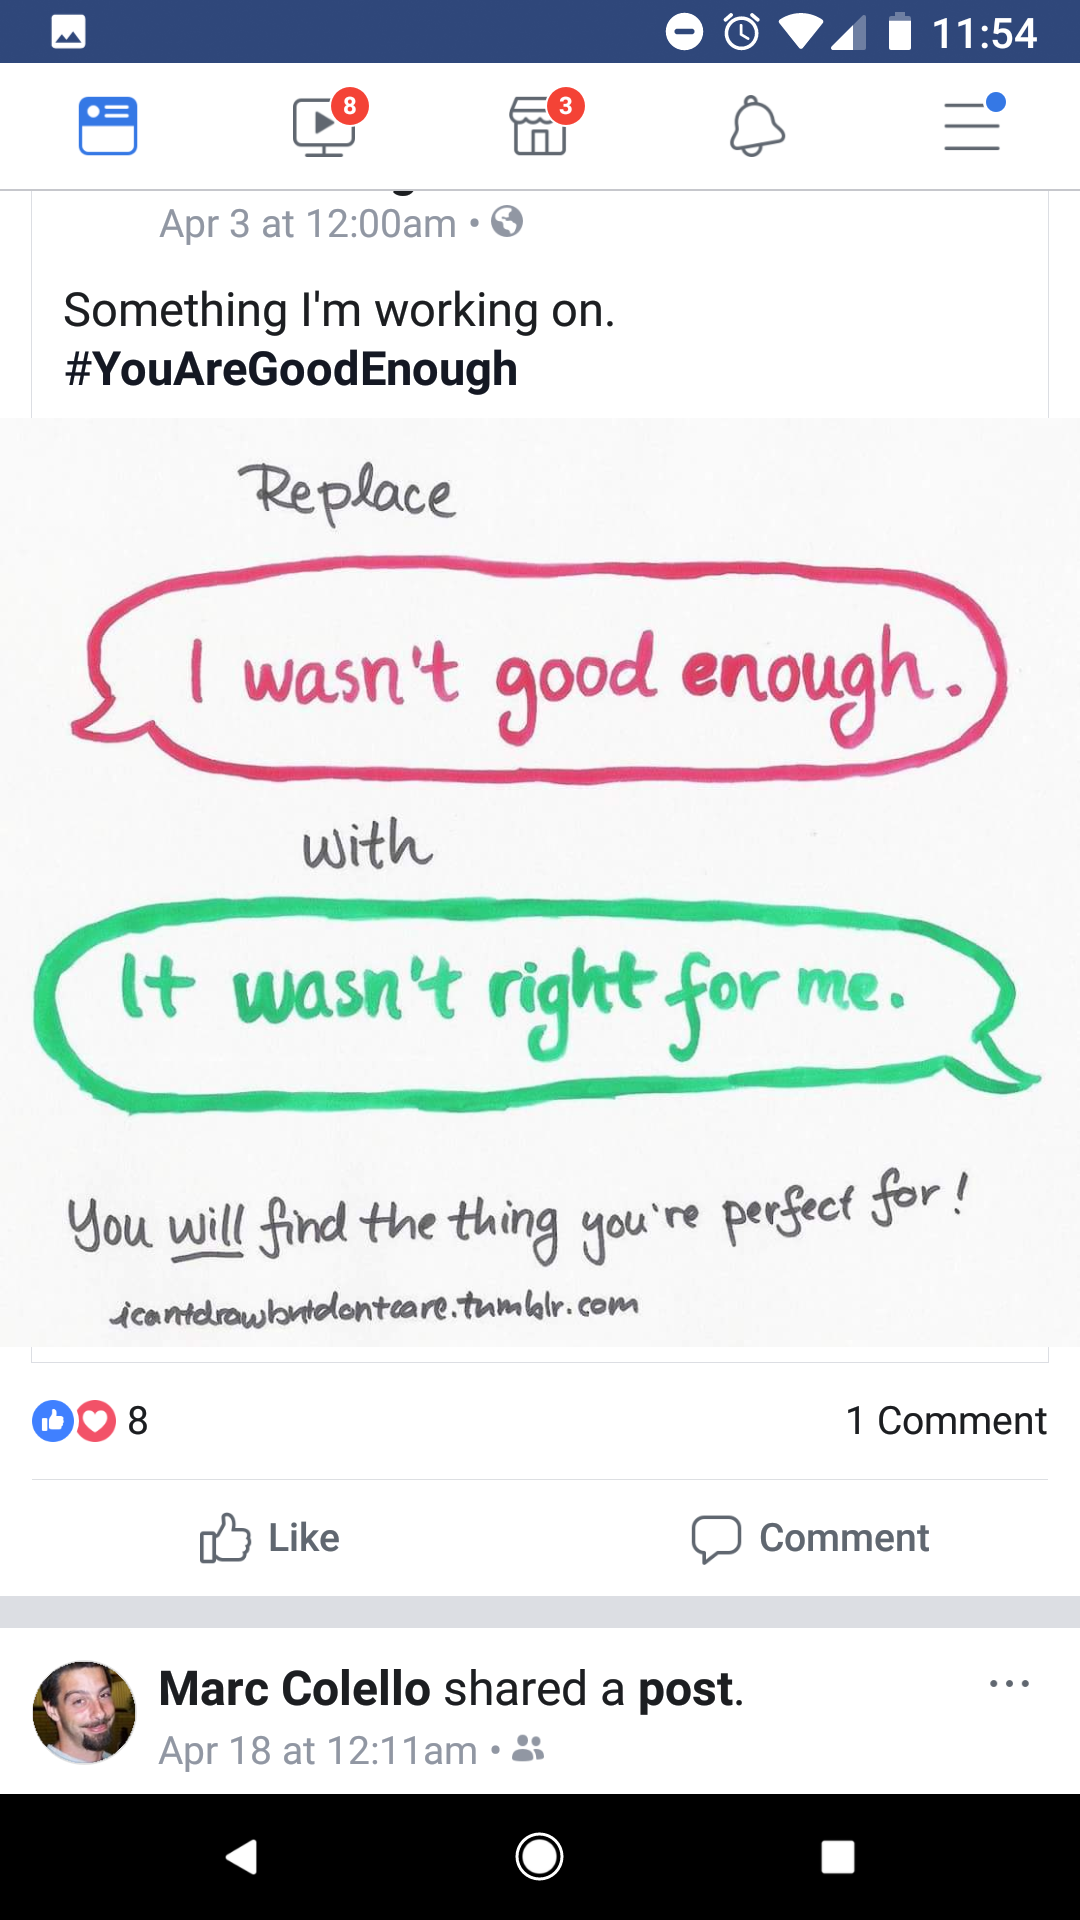 11:54
8
3
Apr 3 at 12:00am •
Something I'm working on.
#YouAreGoodEnough
Replace
I wasn't good enough.
with
It wasn't right for me.
You will find the thing you're perfect for!
icantdrawbutdontcare.tumblr.com
8
1 Comment
Like
Comment
Marc Colello shared a post.
Apr 18 at 12:11am •